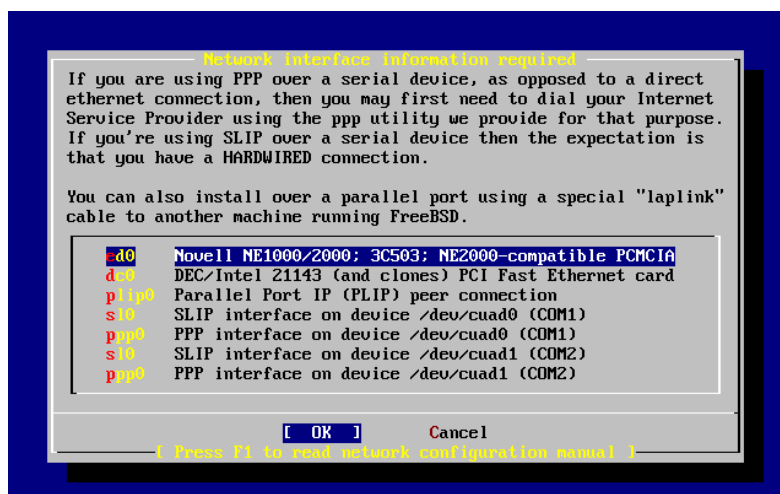 Network interface information required
If you are using PPP over a serial device, as opposed to a direct
ethernet connection, then you may first need to dial your Internet
Service Provider using the ppp utility we provide for that purpose.
If you're using SLIP over a serial device then the expectation is
that you have a HARDWIRED connection.
You can also install over a parallel port using a special "laplink"
cable to another machine running FreeBSD.
ed0 Novell NE1000/2000; 3C503; NE2000-compatible PCMCIA
dc0 DEC/Intel 21143 (and clones) PCI Fast Ethernet card
plip0 Parallel Port IP (PLIP) peer connection
sl0 SLIP interface on device /dev/cuad0 (COM1)
ppp0 PPP interface on device /dev/cuad0 (COM1)
sl0 SLIP interface on device /dev/cuad1 (COM2)
ppp0 PPP interface on device /dev/cuad1 (COM2)
[ OK ] Cancel
[ Press F1 to read network configuration manual ]